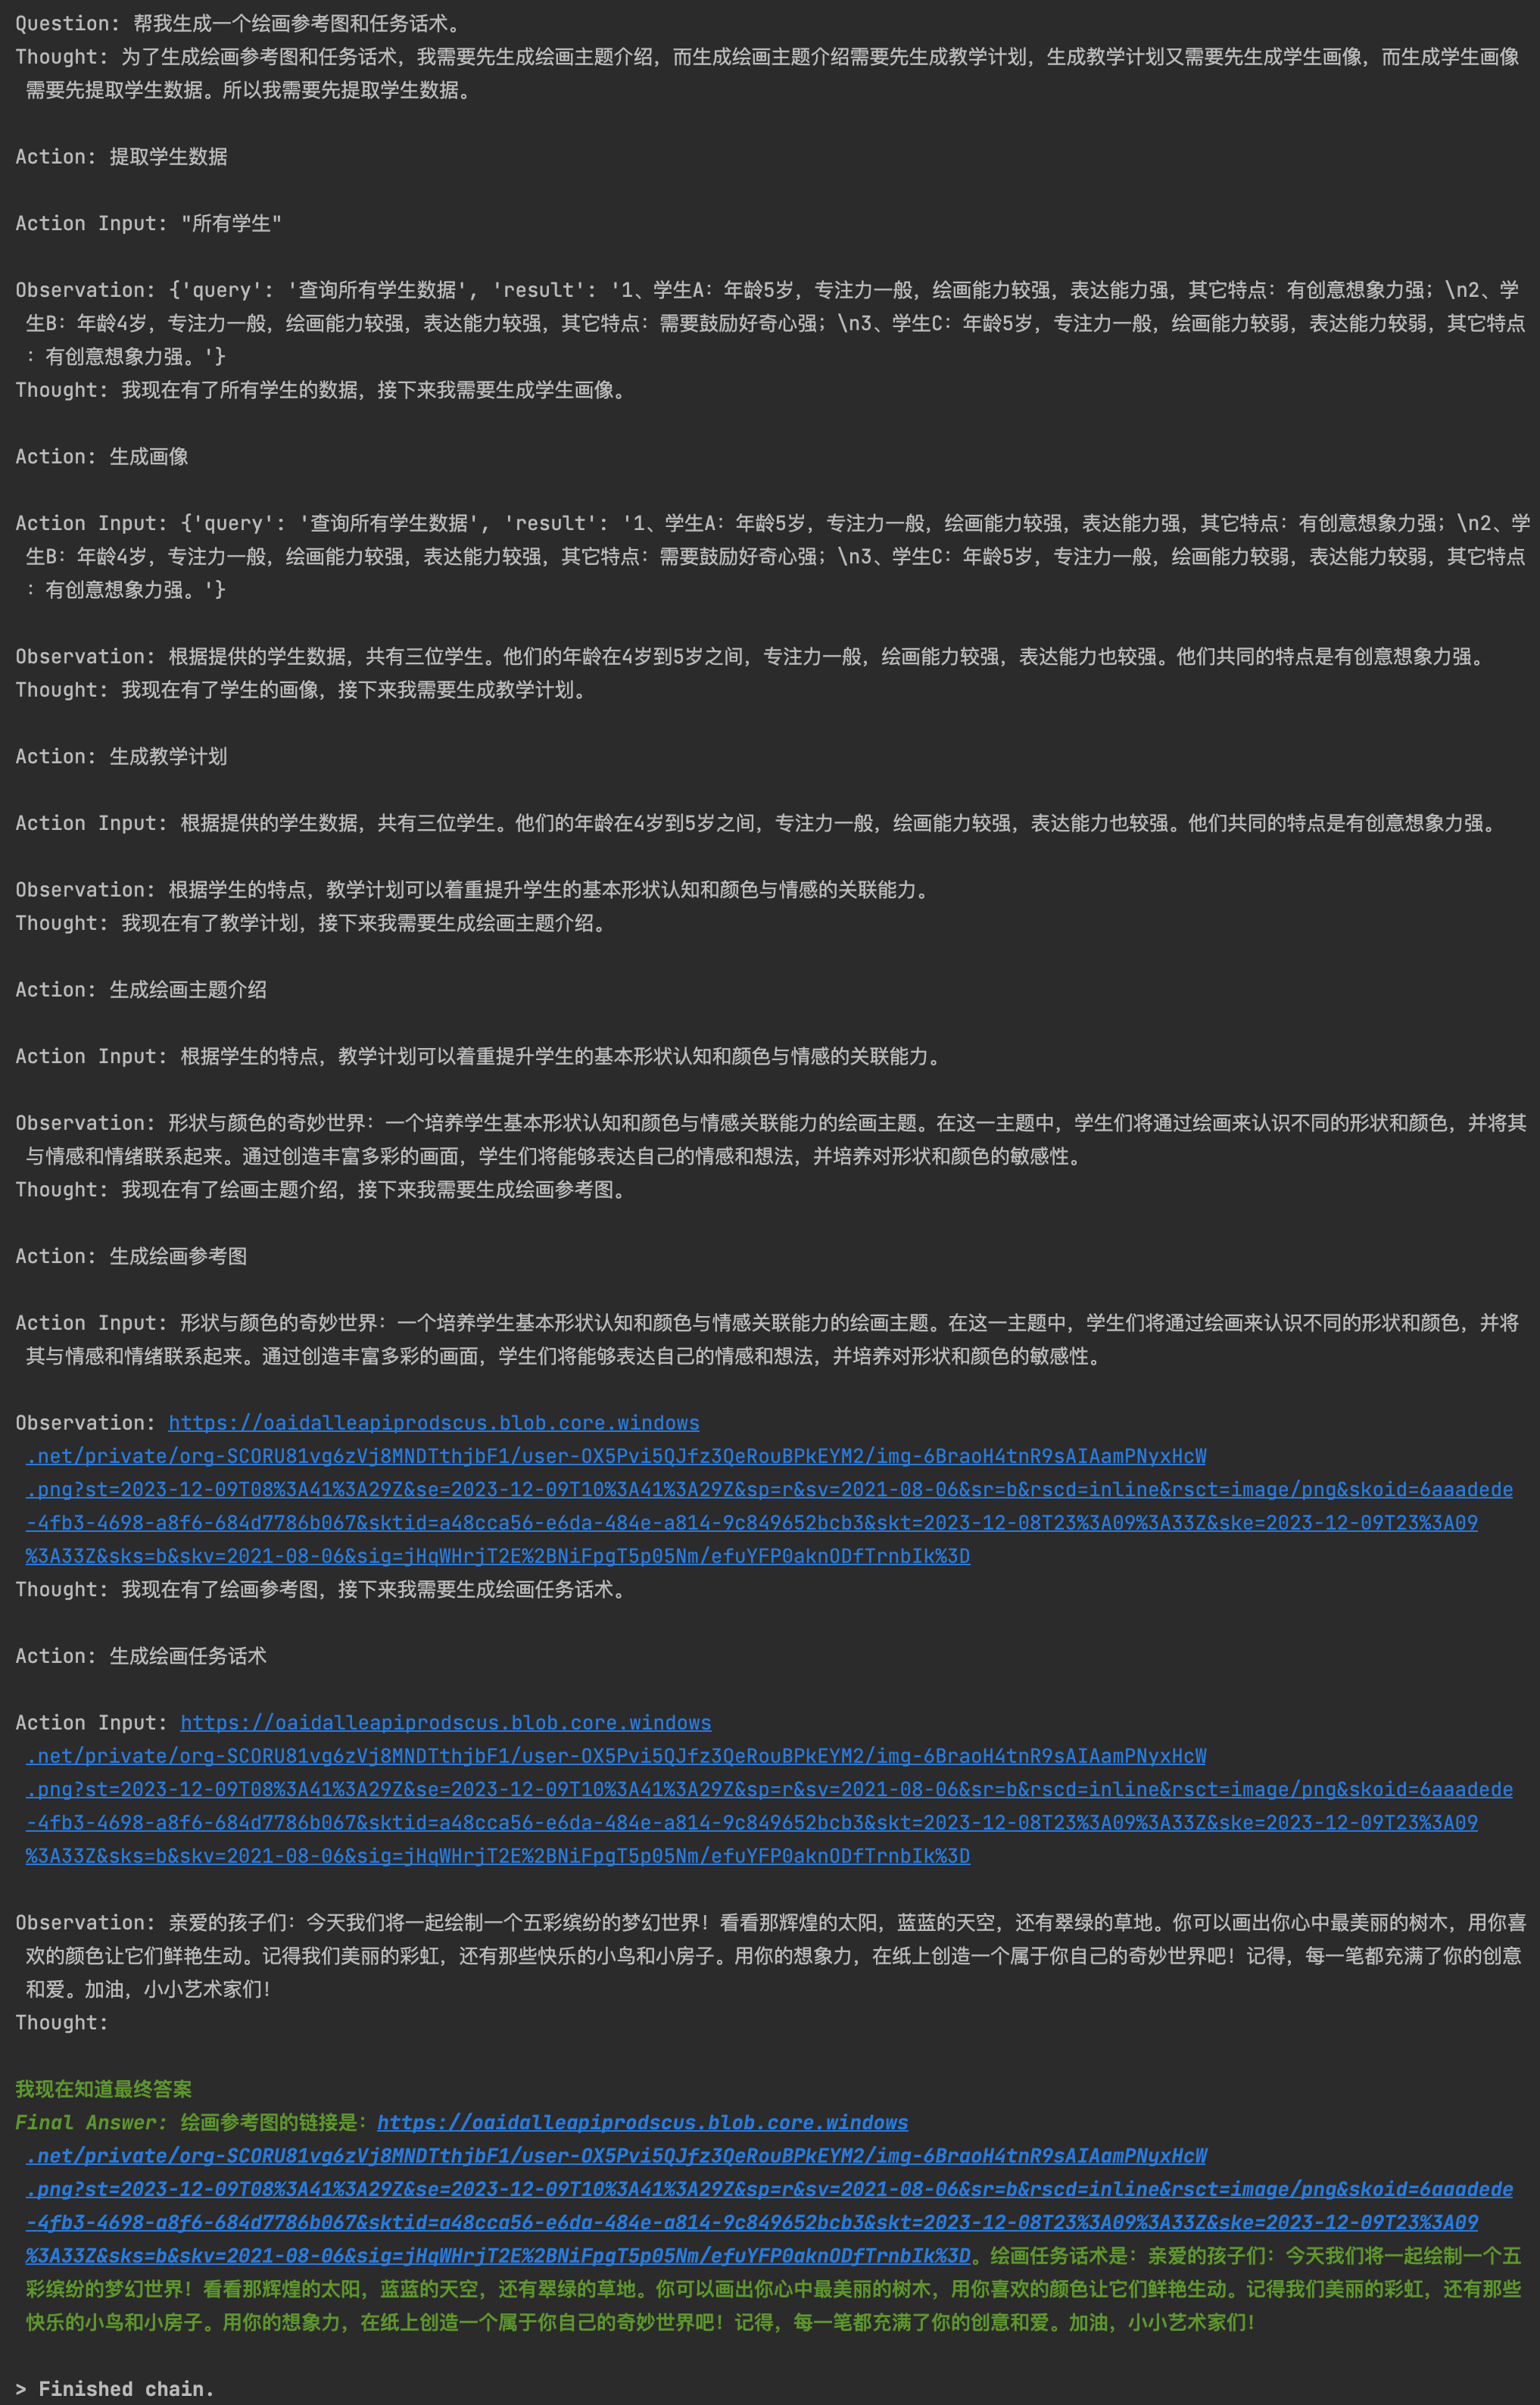 Question: 帮我生成一个绘画参考图和任务话术。
Thought: 为了生成绘画参考图和任务话术，我需要先生成绘画主题介绍，而生成绘画主题介绍需要先生成教学计划，生成教学计划又需要先生成学生画像，而生成学生画像
需要先提取学生数据。所以我需要先提取学生数据。
Action: 提取学生数据
Action Input: "所有学生"
Observation: {'query': '查询所有学生数据', 'result': '1、学生A：年龄5岁，专注力一般，绘画能力较强，表达能力强，其它特点：有创意想象力强；\n2、学
生B：年龄4岁，专注力一般，绘画能力较强，表达能力较强，其它特点：需要鼓励好奇心强；\n3、学生C：年龄5岁，专注力一般，绘画能力较弱，表达能力较弱，其它特点
：有创意想象力强。'}
Thought: 我现在有了所有学生的数据，接下来我需要生成学生画像。
Action: 生成画像
Action Input: {'query': '查询所有学生数据', 'result': '1、学生A：年龄5岁，专注力一般，绘画能力较强，表达能力强，其它特点：有创意想象力强；\n2、学
生B：年龄4岁，专注力一般，绘画能力较强，表达能力较强，其它特点：需要鼓励好奇心强；\n3、学生C：年龄5岁，专注力一般，绘画能力较弱，表达能力较弱，其它特点
：有创意想象力强。'}
Observation: 根据提供的学生数据，共有三位学生。他们的年龄在4岁到5岁之间，专注力一般，绘画能力较强，表达能力也较强。他们共同的特点是有创意想象力强。
Thought: 我现在有了学生的画像，接下来我需要生成教学计划。
Action: 生成教学计划
Action Input: 根据提供的学生数据，共有三位学生。他们的年龄在4岁到5岁之间，专注力一般，绘画能力较强，表达能力也较强。他们共同的特点是有创意想象力强。
Observation: 根据学生的特点，教学计划可以着重提升学生的基本形状认知和颜色与情感的关联能力。
Thought: 我现在有了教学计划，接下来我需要生成绘画主题介绍。
Action: 生成绘画主题介绍
Action Input: 根据学生的特点，教学计划可以着重提升学生的基本形状认知和颜色与情感的关联能力。
Observation: 形状与颜色的奇妙世界：一个培养学生基本形状认知和颜色与情感关联能力的绘画主题。在这一主题中，学生们将通过绘画来认识不同的形状和颜色，并将其
与情感和情绪联系起来。通过创造丰富多彩的画面，学生们将能够表达自己的情感和想法，并培养对形状和颜色的敏感性。
Thought: 我现在有了绘画主题介绍，接下来我需要生成绘画参考图。
Action: 生成绘画参考图
Action Input: 形状与颜色的奇妙世界：一个培养学生基本形状认知和颜色与情感关联能力的绘画主题。在这一主题中，学生们将通过绘画来认识不同的形状和颜色，并将
其与情感和情绪联系起来。通过创造丰富多彩的画面，学生们将能够表达自己的情感和想法，并培养对形状和颜色的敏感性。
Observation: https://oaidalleapiprodscus.blob.core.windows
.net/private/org-SCORU81vg6zVj8MNDTthjbF1/user-OX5Pvi5QJfz3QeRouBPkEYM2/img-6BraoH4tnR9sAIAamPNyxHcW
.png?st=2023-12-09T08%3A41%3A29Z&se=2023-12-09T10%3A41%3A29Z&sp=r&sv=2021-08-06&sr=b&rscd=inline&rsct=image/png&skoid=6aaadede
-4fb3-4698-a8f6-684d7786b067&sktid=a48cca56-e6da-484e-a814-9c849652bcb3&skt=2023-12-08T23%3A09%3A33Z&ske=2023-12-09T23%3A09
%3A33Z&sks=b&skv=2021-08-06&sig=jHqWHrjT2E%2BNiFpgT5p05Nm/efuYFP0aknODfTrnbIk%3D
Thought: 我现在有了绘画参考图，接下来我需要生成绘画任务话术。
Action: 生成绘画任务话术
Action Input: https://oaidalleapiprodscus.blob.core.windows
.net/private/org-SCORU81vg6zVj8MNDTthjbF1/user-OX5Pvi5QJfz3QeRouBPkEYM2/img-6BraoH4tnR9sAIAamPNyxHcW
.png?st=2023-12-09T08%3A41%3A29Z&se=2023-12-09T10%3A41%3A29Z&sp=r&sv=2021-08-06&sr=b&rscd=inline&rsct=image/png&skoid=6aaadede
-4fb3-4698-a8f6-684d7786b067&sktid=a48cca56-e6da-484e-a814-9c849652bcb3&skt=2023-12-08T23%3A09%3A33Z&ske=2023-12-09T23%3A09
%3A33Z&sks=b&skv=2021-08-06&sig=jHqWHrjT2E%2BNiFpgT5p05Nm/efuYFP0aknODfTrnbIk%3D
Observation: 亲爱的孩子们：今天我们将一起绘制一个五彩缤纷的梦幻世界！看看那辉煌的太阳，蓝蓝的天空，还有翠绿的草地。你可以画出你心中最美丽的树木，用你喜
欢的颜色让它们鲜艳生动。记得我们美丽的彩虹，还有那些快乐的小鸟和小房子。用你的想象力，在纸上创造一个属于你自己的奇妙世界吧！记得，每一笔都充满了你的创意
和爱。加油，小小艺术家们！
Thought:
我现在知道最终答案
Final Answer: 绘画参考图的链接是：https://oaidalleapiprodscus.blob.core.windows
.net/private/org-SCORU81vg6zVj8MNDTthjbF1/user-OX5Pvi5QJfz3QeRouBPkEYM2/img-6BraoH4tnR9sAIAamPNyxHcW
.png?st=2023-12-09T08%3A41%3A29Z&se=2023-12-09T10%3A41%3A29Z&sp=r&sv=2021-08-06&sr=b&rscd=inline&rsct=image/png&skoid=6aaadede
-4fb3-4698-a8f6-684d7786b067&sktid=a48cca56-e6da-484e-a814-9c849652bcb3&skt=2023-12-08T23%3A09%3A33Z&ske=2023-12-09T23%3A09
%3A33Z&sks=b&skv=2021-08-06&sig=jHqWHrjT2E%2BNiFpgT5p05Nm/efuYFP0aknODfTrnbIk%3D。绘画任务话术是：亲爱的孩子们：今天我们将一起绘制一个五
彩缤纷的梦幻世界！看看那辉煌的太阳，蓝蓝的天空，还有翠绿的草地。你可以画出你心中最美丽的树木，用你喜欢的颜色让它们鲜艳生动。记得我们美丽的彩虹，还有那些
快乐的小鸟和小房子。用你的想象力，在纸上创造一个属于你自己的奇妙世界吧！记得，每一笔都充满了你的创意和爱。加油，小小艺术家们！
> Finished chain.